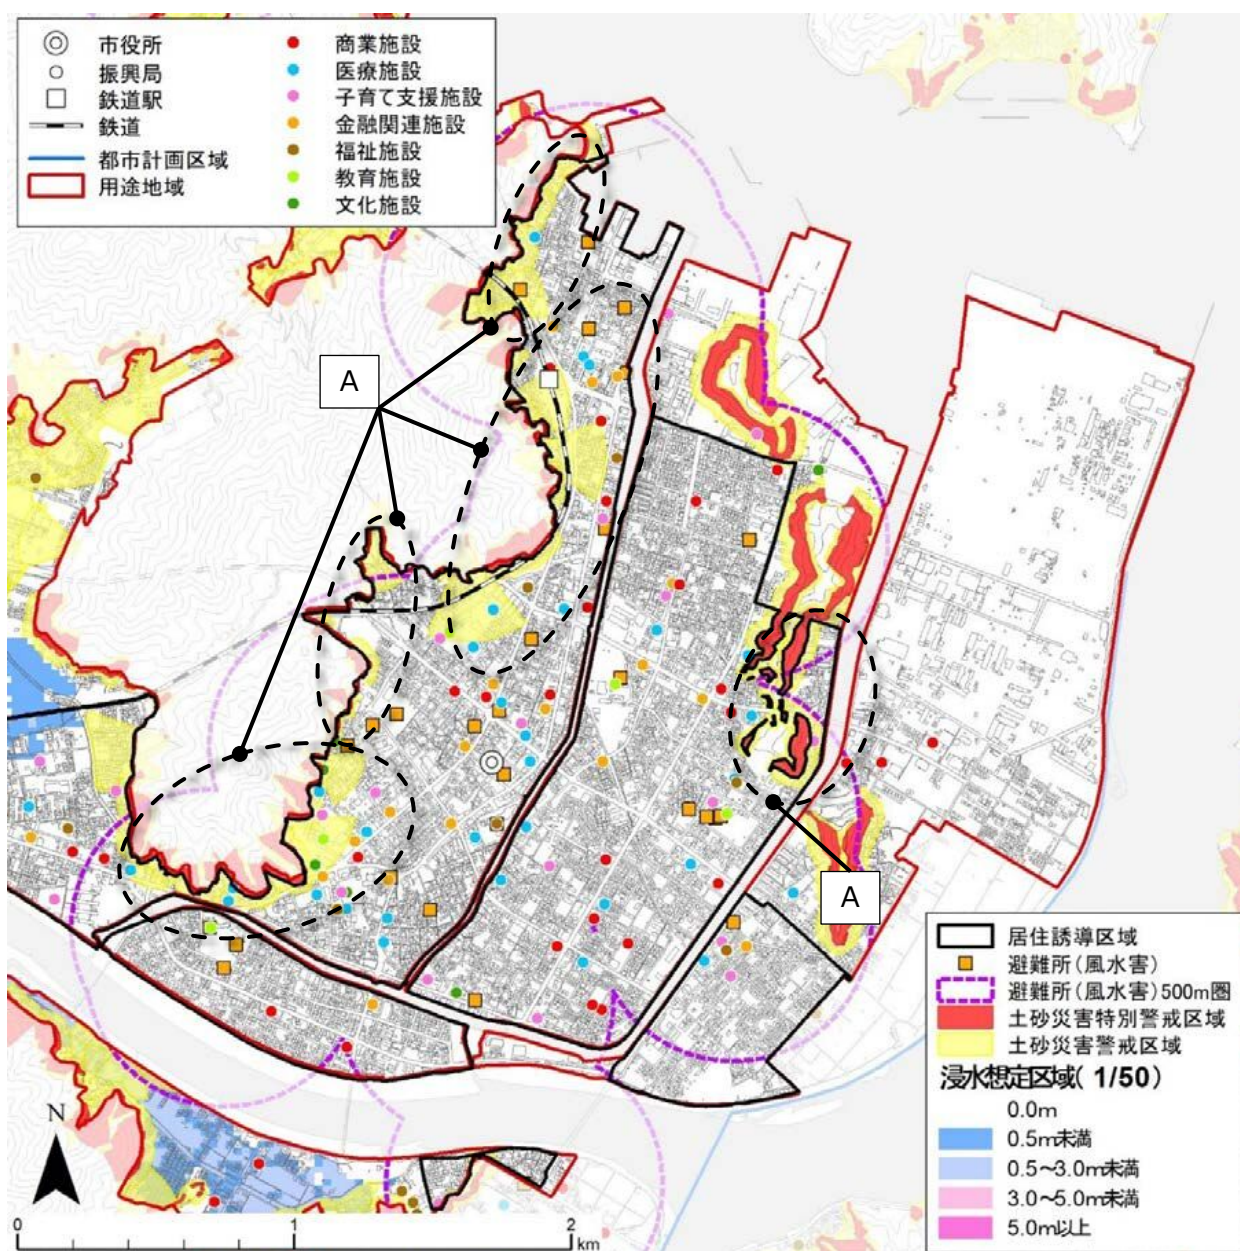 市役所
振興局
鉄道駅
鉄道
都市計画区域
用途地域
商業施設
医療施設
子育て支援施設
金融関連施設
福祉施設
教育施設
文化施設
A
A
居住誘導区域
避難所（風水害）
避難所（風水害）500m圏
土砂災害特別警戒区域
土砂災害警戒区域
浸水想定区域（1/50）
0.0m
0.5m未満
0.5～3.0m未満
3.0～5.0m未満
5.0m以上
N
0 1 2
km